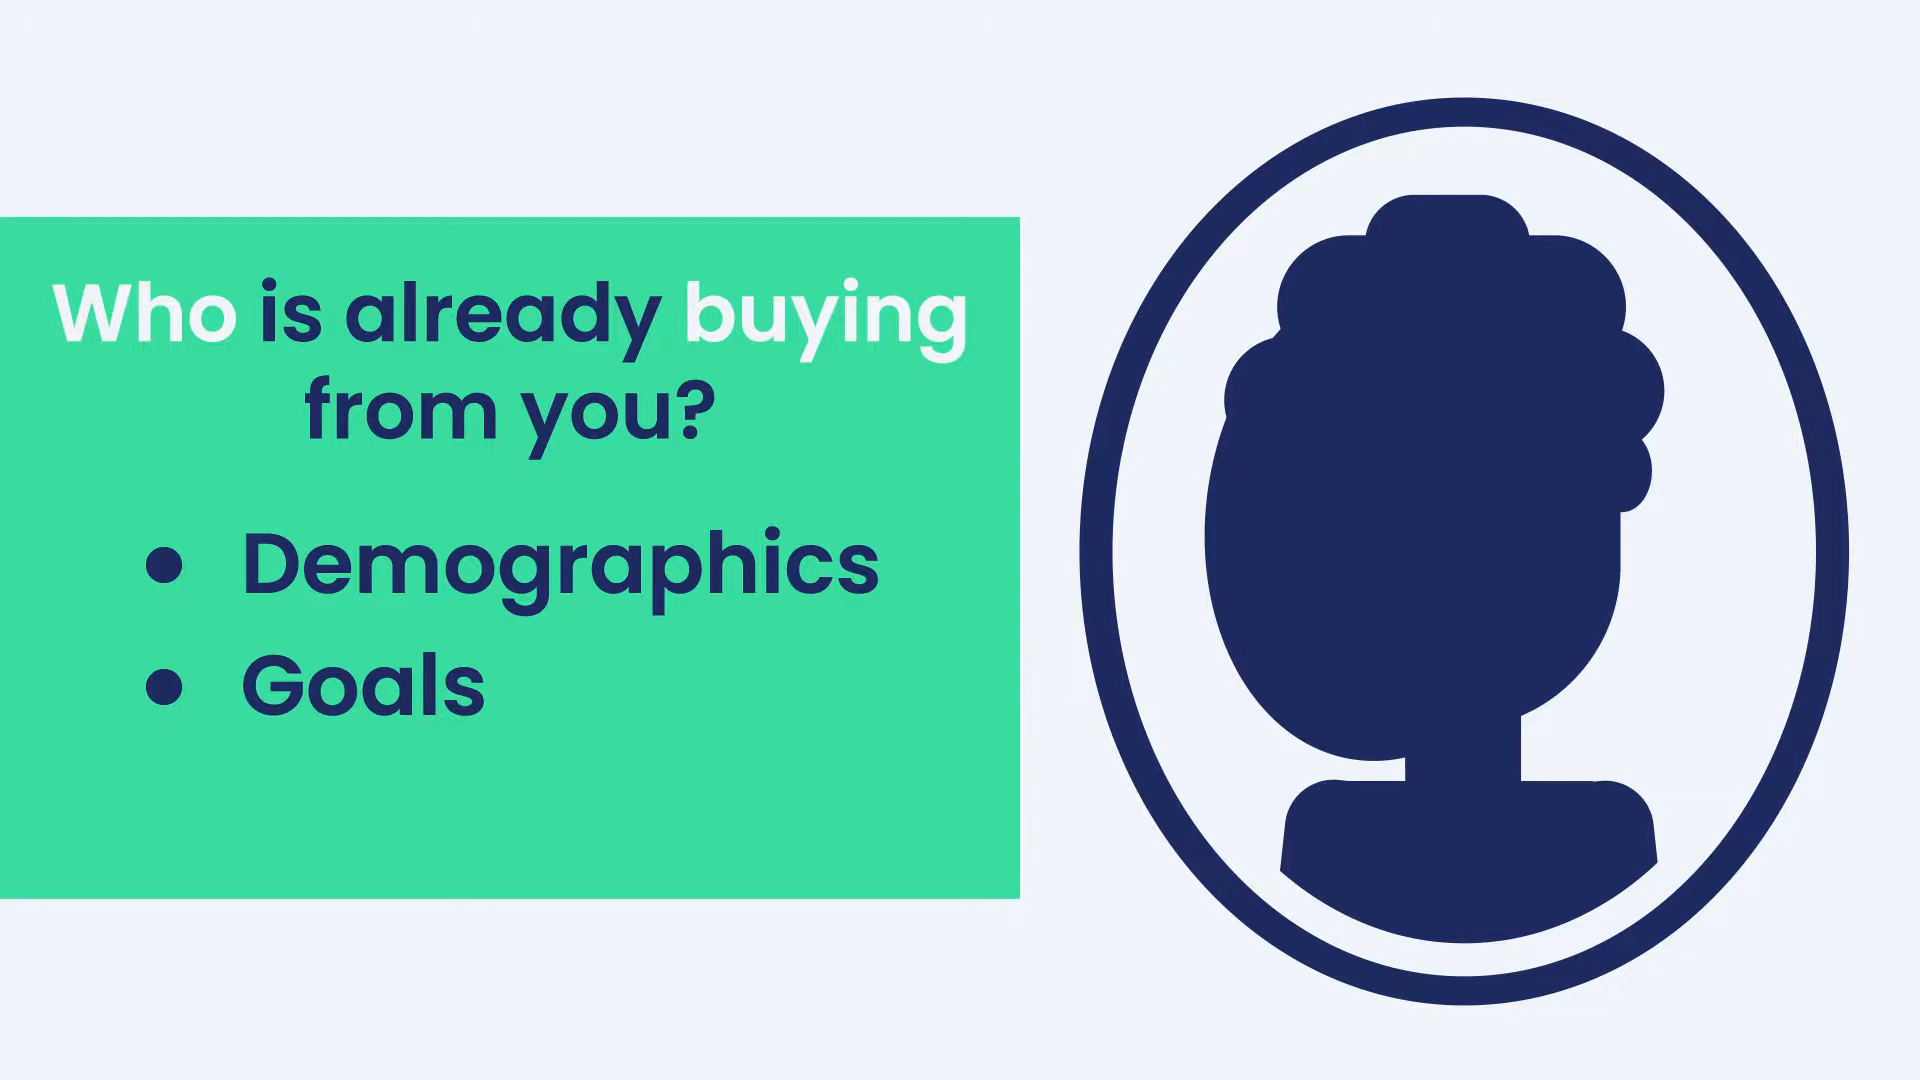 Who is already buying
from you?
● Demographics
● Goals